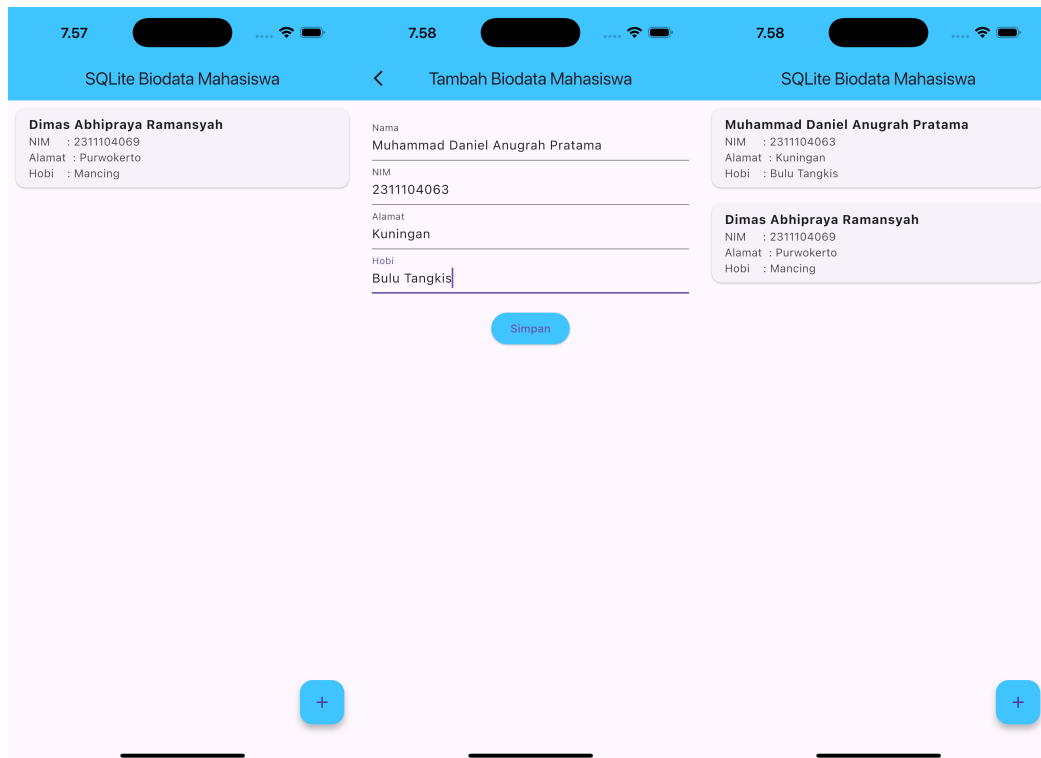 7.57
SQLite Biodata Mahasiswa
Dimas Abhipraya Ramansyah
NIM : 2311104069
Alamat : Purwokerto
Hobi : Mancing
+
7.58
Tambah Biodata Mahasiswa
Nama
Muhammad Daniel Anugrah Pratama
NIM
2311104063
Alamat
Kuningan
Hobi
Bulu Tangkis
Simpan
7.58
SQLite Biodata Mahasiswa
Muhammad Daniel Anugrah Pratama
NIM : 2311104063
Alamat : Kuningan
Hobi : Bulu Tangkis
Dimas Abhipraya Ramansyah
NIM : 2311104069
Alamat : Purwokerto
Hobi : Mancing
+